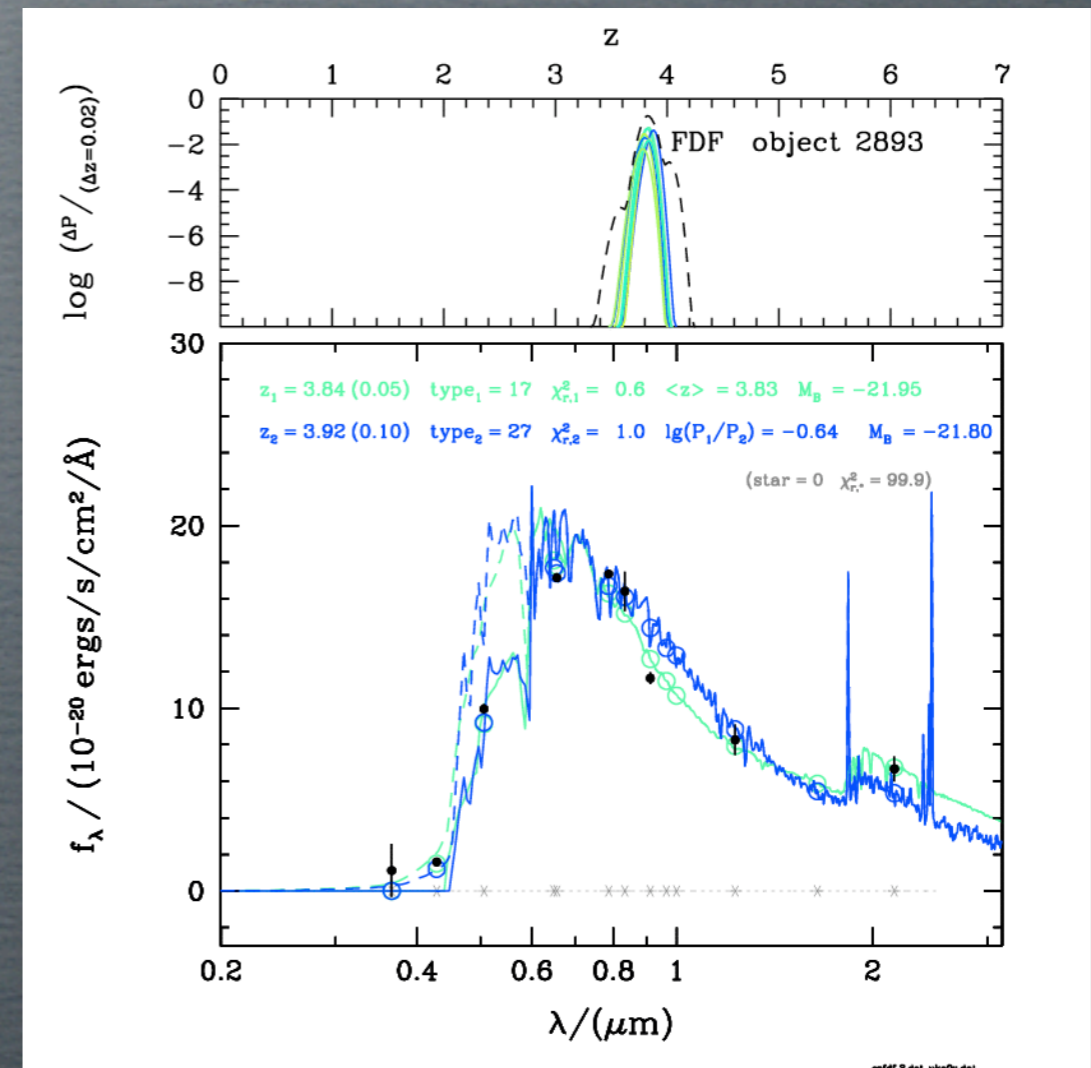 z
0 1 2 3 4 5 6 7
log (ΔP/(Δz=0.02))
0
−2
−4
−6
−8
FDF object 2893
30
20
10
0
f_λ / (10⁻²⁰ ergs/s/cm²/Å)
z₁ = 3.84 (0.05) type₁ = 17 χ²_r,1 = 0.6 <z> = 3.83 M_B = −21.95
z₂ = 3.92 (0.10) type₂ = 27 χ²_r,2 = 1.0 lg(P₁/P₂) = −0.64 M_B = −21.80
(star = 0 χ²_r,* = 99.9)
0.2 0.4 0.6 0.8 1 2
λ/(μm)